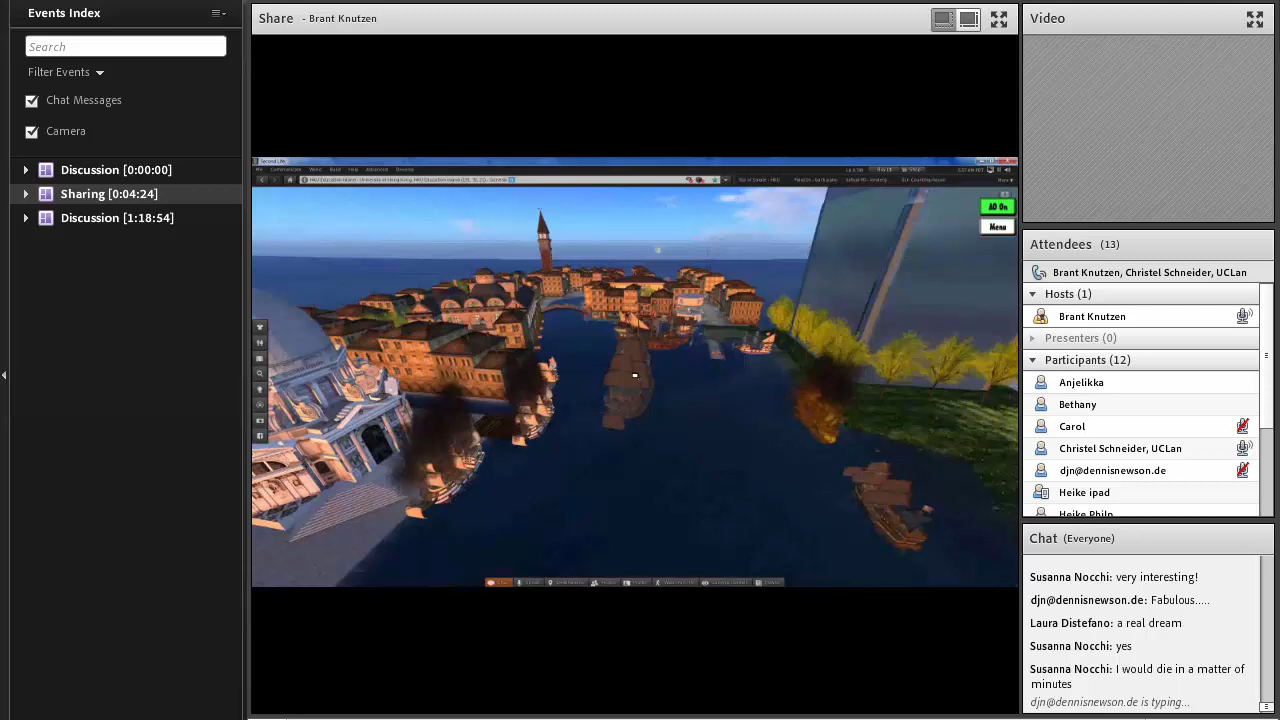 Events Index
Search
Filter Events
Chat Messages
Camera
Discussion [0:00:00]
Sharing [0:04:24]
Discussion [1:18:54]
Share - Brant Knutzen
Second Life
AO On
Menu
Video
Attendees (13)
Brant Knutzen, Christel Schneider, UCLan
Hosts (1)
Brant Knutzen
Presenters (0)
Participants (12)
Anjelikka
Bethany
Carol
Christel Schneider, UCLan
djn@dennisnewson.de
Heike ipad
Heike Philp
Chat (Everyone)
Susanna Nocchi: very interesting!
djn@dennisnewson.de: Fabulous.....
Laura Distefano: a real dream
Susanna Nocchi: yes
Susanna Nocchi: I would die in a matter of
minutes
djn@dennisnewson.de is typing...